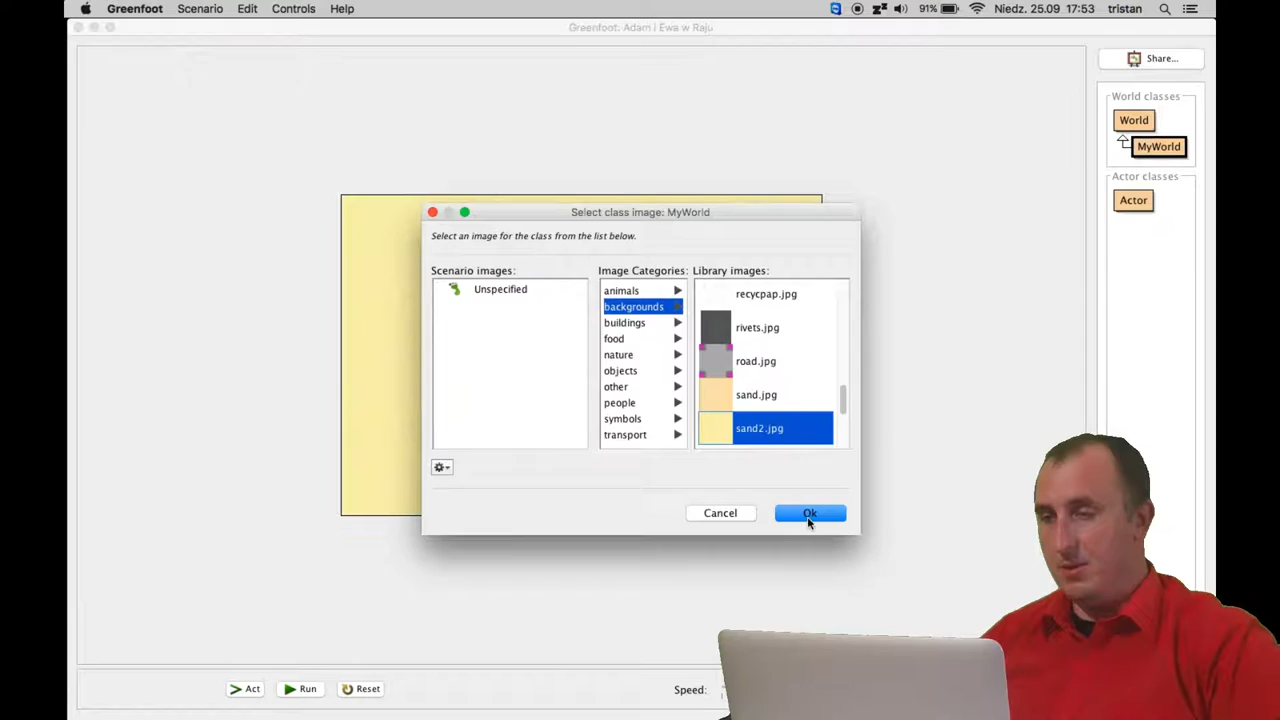 Greenfoot Scenario Edit Controls Help 91% Niedz. 25.09 17:53 tristan
Greenfoot: Adam i Ewa w Raju
Share...
World classes
World
MyWorld
Actor classes
Actor
Select class image: MyWorld
Select an image for the class from the list below.
Scenario images: Image Categories: Library images:
Unspecified
animals
backgrounds
buildings
food
nature
objects
other
people
symbols
transport
recycpap.jpg
rivets.jpg
road.jpg
sand.jpg
sand2.jpg
Cancel Ok
Act Run Reset Speed: